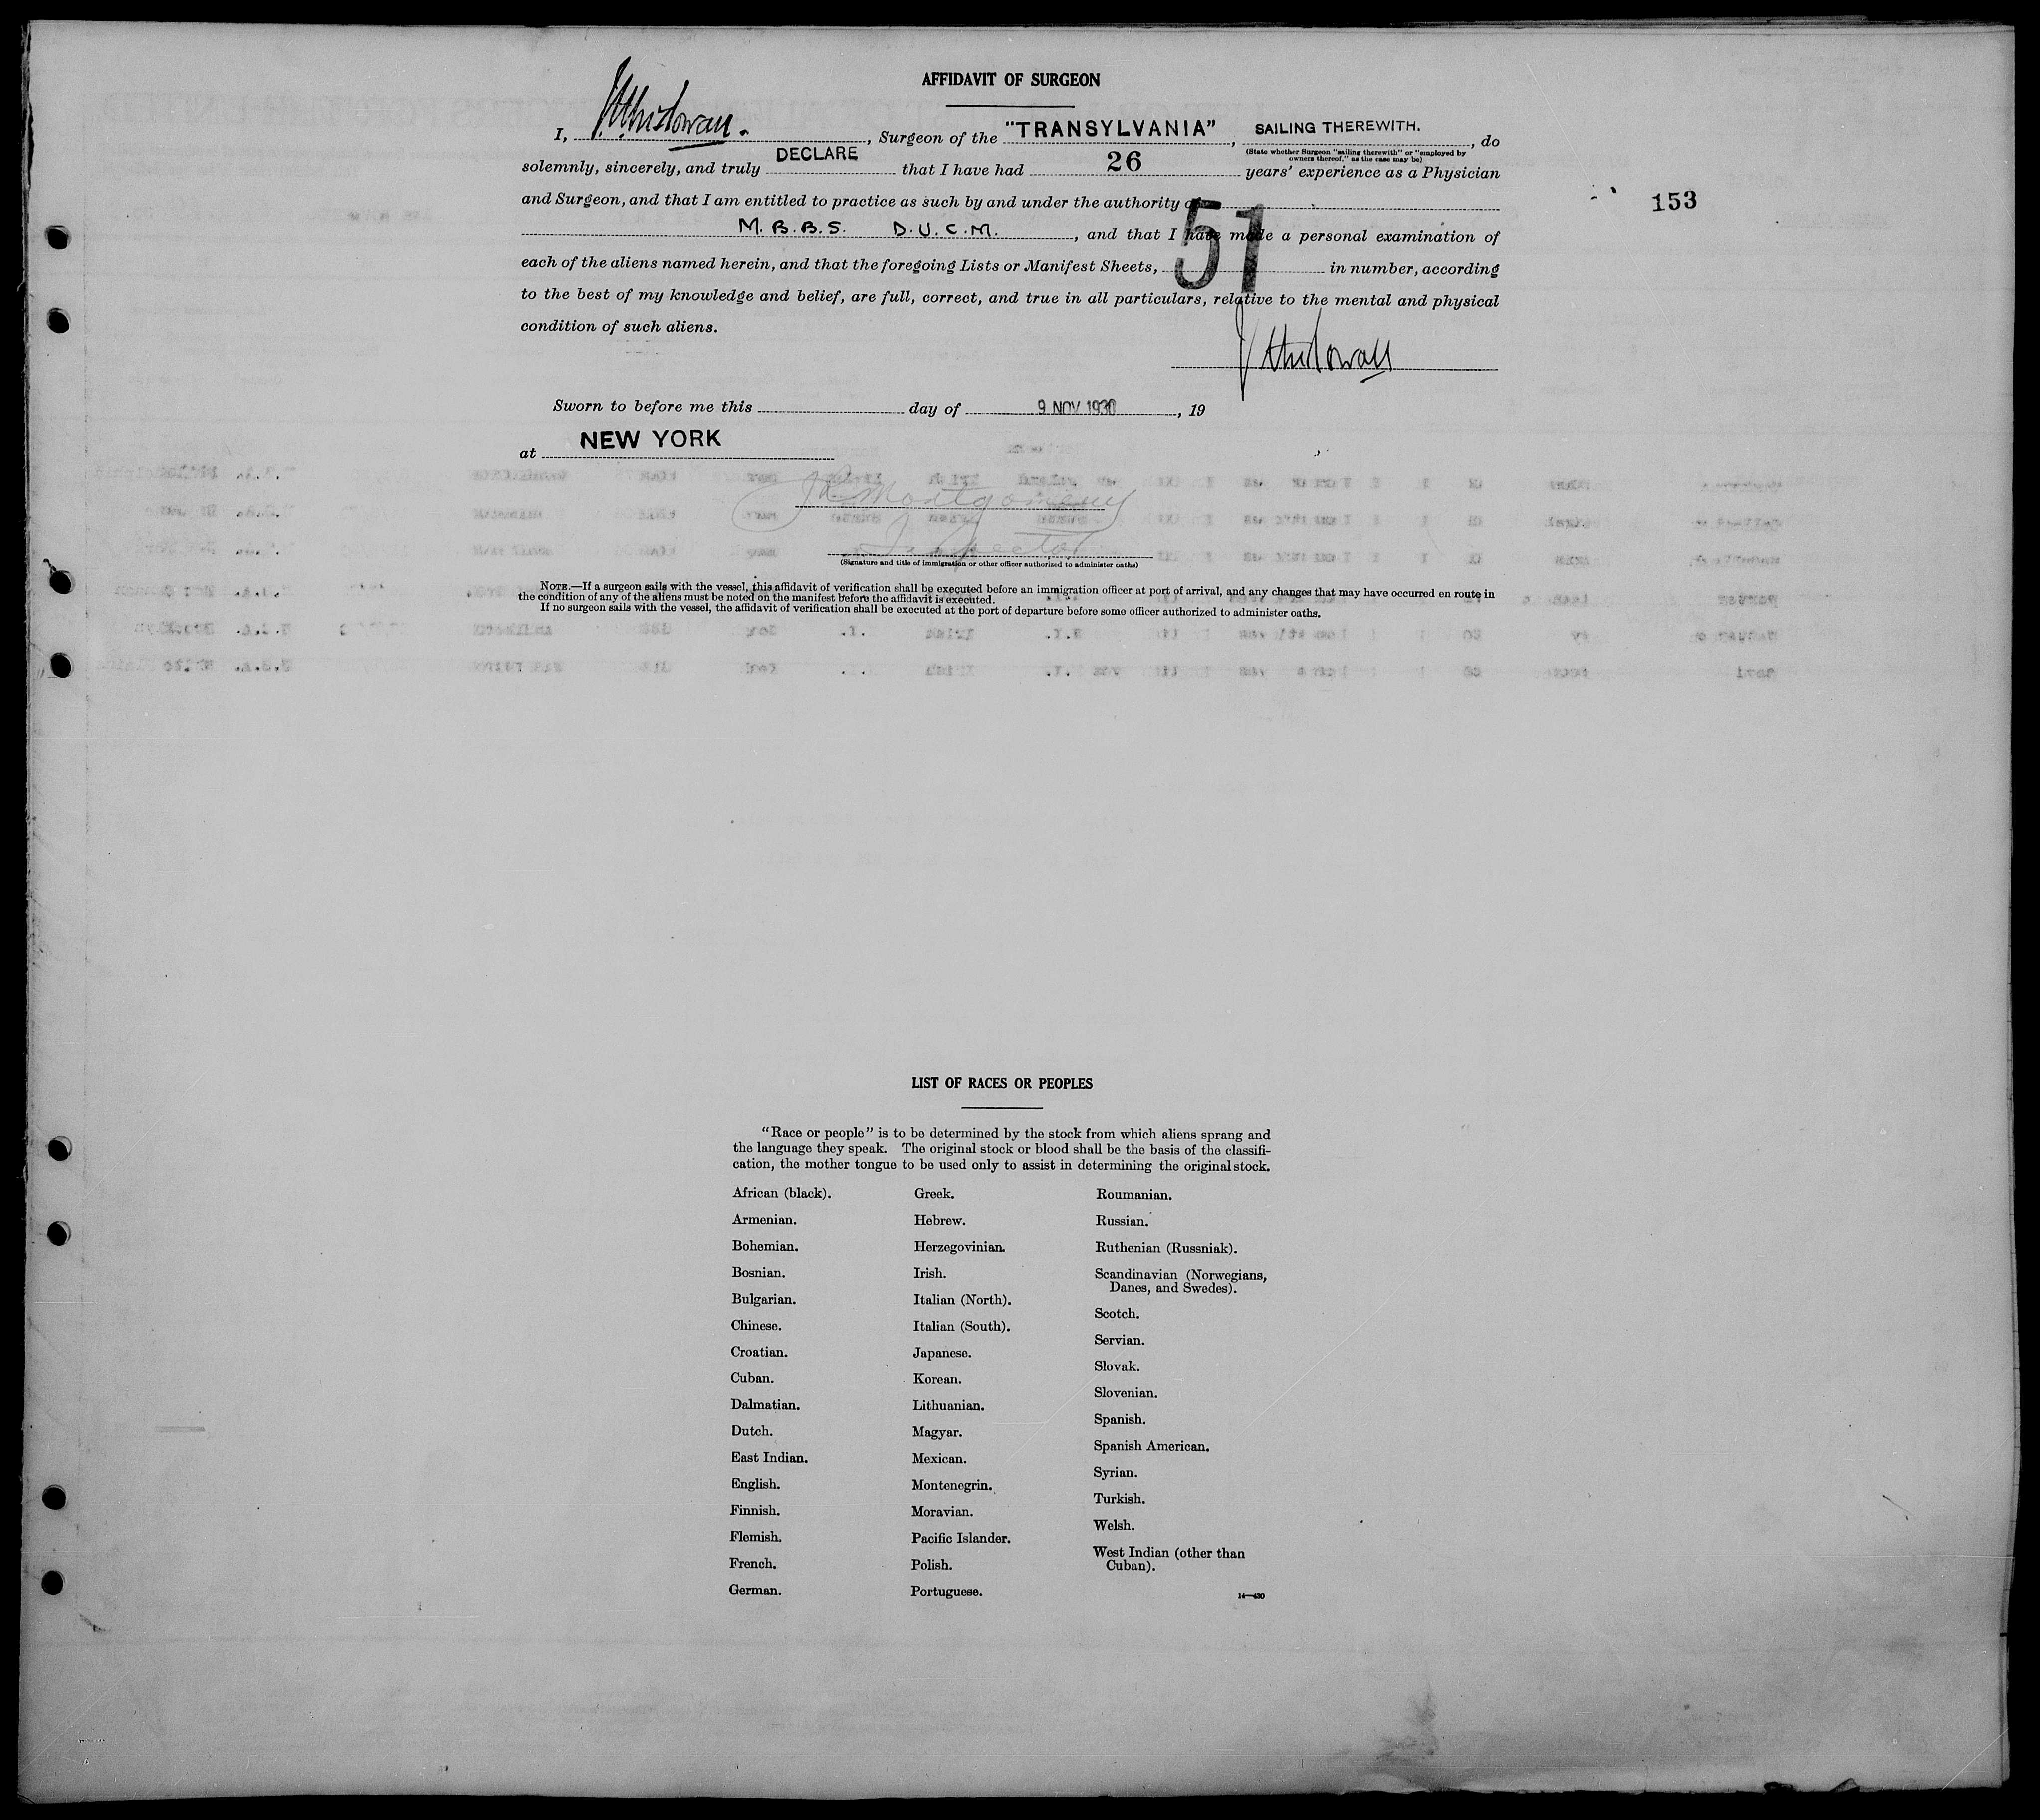 AFFIDAVIT OF SURGEON
I, , Surgeon of the "TRANSYLVANIA", SAILING THEREWITH. , do
(State whether Surgeon "sailing therewith" or "employed by
owners thereof," as the case may be)
solemnly, sincerely, and truly DECLARE that I have had 26 years' experience as a Physician
and Surgeon, and that I am entitled to practice as such by and under the authority
153
M.B.B.S. D.U.C.M. , and that I have made a personal examination of
51
each of the aliens named herein, and that the foregoing Lists or Manifest Sheets, in number, according
to the best of my knowledge and belief, are full, correct, and true in all particulars, relative to the mental and physical
condition of such aliens.
Sworn to before me this day of 9 NOV 1930, 19
at NEW YORK
Montgomery
Inspector
(Signature and title of immigration or other officer authorized to administer oaths)
NOTE.—If a surgeon sails with the vessel, this affidavit of verification shall be executed before an immigration officer at port of arrival, and any changes that may have occurred en route in
the condition of any of the aliens must be noted on the manifest before the affidavit is executed.
If no surgeon sails with the vessel, the affidavit of verification shall be executed at the port of departure before some officer authorized to administer oaths.
LIST OF RACES OR PEOPLES
"Race or people" is to be determined by the stock from which aliens sprang and
the language they speak. The original stock or blood shall be the basis of the classifi-
cation, the mother tongue to be used only to assist in determining the original stock.
African (black).
Armenian.
Bohemian.
Bosnian.
Bulgarian.
Chinese.
Croatian.
Cuban.
Dalmatian.
Dutch.
East Indian.
English.
Finnish.
Flemish.
French.
German.
Greek.
Hebrew.
Herzegovinian.
Irish.
Italian (North).
Italian (South).
Japanese.
Korean.
Lithuanian.
Magyar.
Mexican.
Montenegrin.
Moravian.
Pacific Islander.
Polish.
Portuguese.
Roumanian.
Russian.
Ruthenian (Russniak).
Scandinavian (Norwegians,
Danes, and Swedes).
Scotch.
Servian.
Slovak.
Slovenian.
Spanish.
Spanish American.
Syrian.
Turkish.
Welsh.
West Indian (other than
Cuban).
14—430